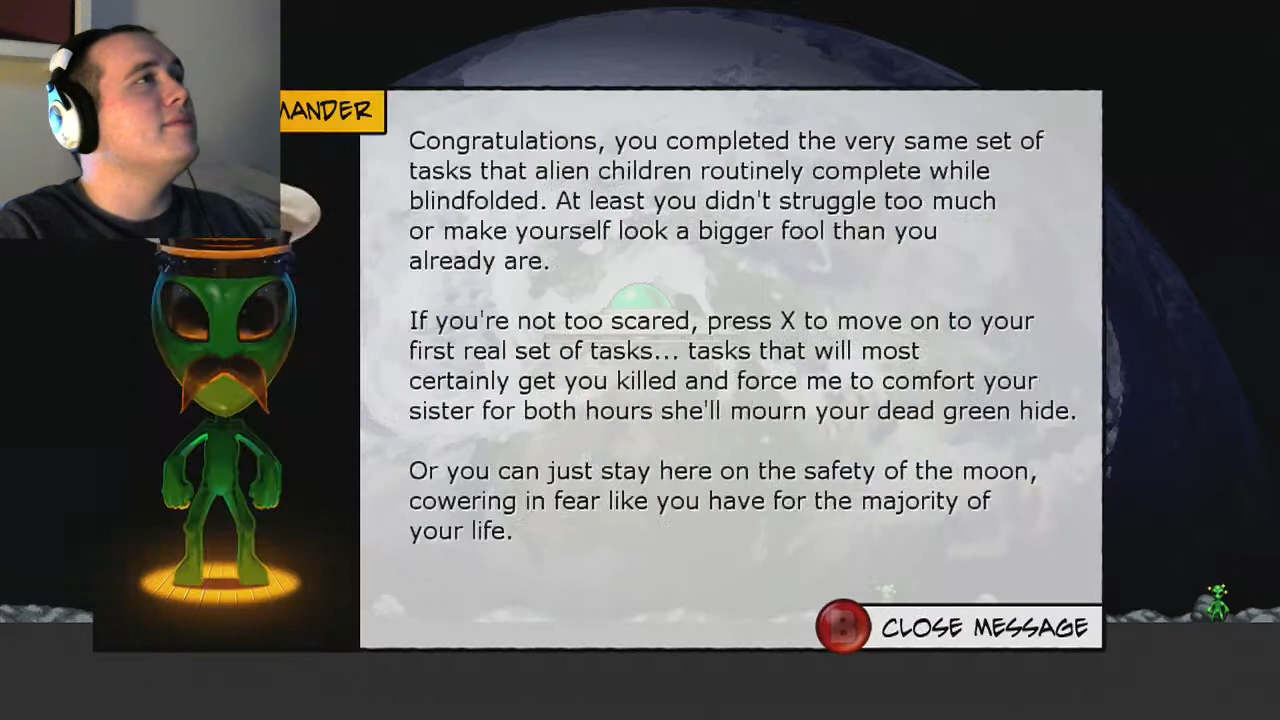 MANDER
Congratulations, you completed the very same set of
tasks that alien children routinely complete while
blindfolded. At least you didn't struggle too much
or make yourself look a bigger fool than you
already are.
If you're not too scared, press X to move on to your
first real set of tasks... tasks that will most
certainly get you killed and force me to comfort your
sister for both hours she'll mourn your dead green hide.
Or you can just stay here on the safety of the moon,
cowering in fear like you have for the majority of
your life.
B CLOSE MESSAGE